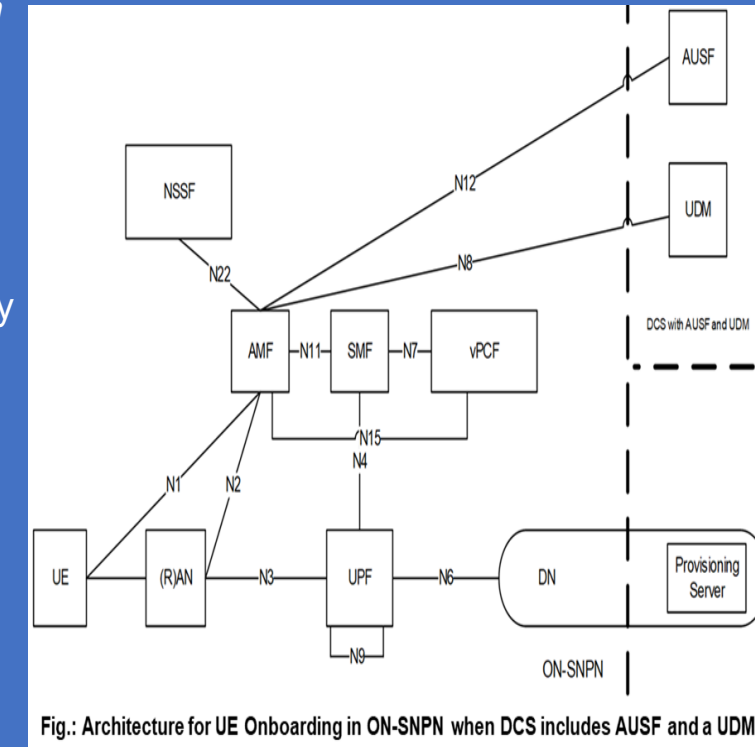 y
AUSF
NSSF
N12
UDM
N22
N8
DCS with AUSF and UDM
AMF
N11
SMF
N7
vPCF
N15
N4
N1
N2
UE
(R)AN
N3
UPF
N6
DN
Provisioning
Server
N9
ON-SNPN
Fig.: Architecture for UE Onboarding in ON-SNPN when DCS includes AUSF and a UDM